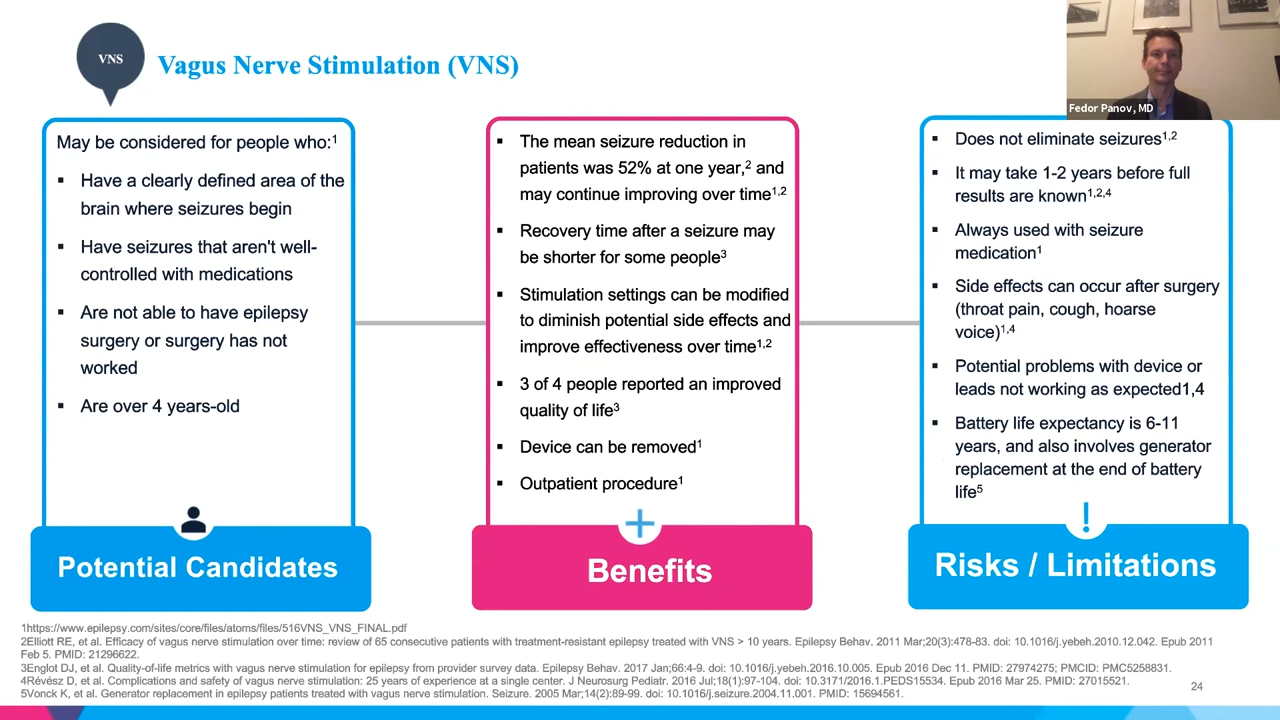 VNS
Vagus Nerve Stimulation (VNS)
Fedor Panov, MD
May be considered for people who:1
▪ Have a clearly defined area of the
brain where seizures begin
▪ Have seizures that aren't well-
controlled with medications
▪ Are not able to have epilepsy
surgery or surgery has not
worked
▪ Are over 4 years-old
Potential Candidates
▪ The mean seizure reduction in
patients was 52% at one year,2 and
may continue improving over time1,2
▪ Recovery time after a seizure may
be shorter for some people3
▪ Stimulation settings can be modified
to diminish potential side effects and
improve effectiveness over time1,2
▪ 3 of 4 people reported an improved
quality of life3
▪ Device can be removed1
▪ Outpatient procedure1
Benefits
▪ Does not eliminate seizures1,2
▪ It may take 1-2 years before full
results are known1,2,4
▪ Always used with seizure
medication1
▪ Side effects can occur after surgery
(throat pain, cough, hoarse
voice)1,4
▪ Potential problems with device or
leads not working as expected1,4
▪ Battery life expectancy is 6-11
years, and also involves generator
replacement at the end of battery
life5
Risks / Limitations
1https://www.epilepsy.com/sites/core/files/atoms/files/516VNS_VNS_FINAL.pdf
2Elliott RE, et al. Efficacy of vagus nerve stimulation over time: review of 65 consecutive patients with treatment-resistant epilepsy treated with VNS > 10 years. Epilepsy Behav. 2011 Mar;20(3):478-83. doi: 10.1016/j.yebeh.2010.12.042. Epub 2011
Feb 5. PMID: 21296622.
3Englot DJ, et al. Quality-of-life metrics with vagus nerve stimulation for epilepsy from provider survey data. Epilepsy Behav. 2017 Jan;66:4-9. doi: 10.1016/j.yebeh.2016.10.005. Epub 2016 Dec 11. PMID: 27974275; PMCID: PMC5258831.
4Révész D, et al. Complications and safety of vagus nerve stimulation: 25 years of experience at a single center. J Neurosurg Pediatr. 2016 Jul;18(1):97-104. doi: 10.3171/2016.1.PEDS15534. Epub 2016 Mar 25. PMID: 27015521.
5Vonck K, et al. Generator replacement in epilepsy patients treated with vagus nerve stimulation. Seizure. 2005 Mar;14(2):89-99. doi: 10.1016/j.seizure.2004.11.001. PMID: 15694561.
24